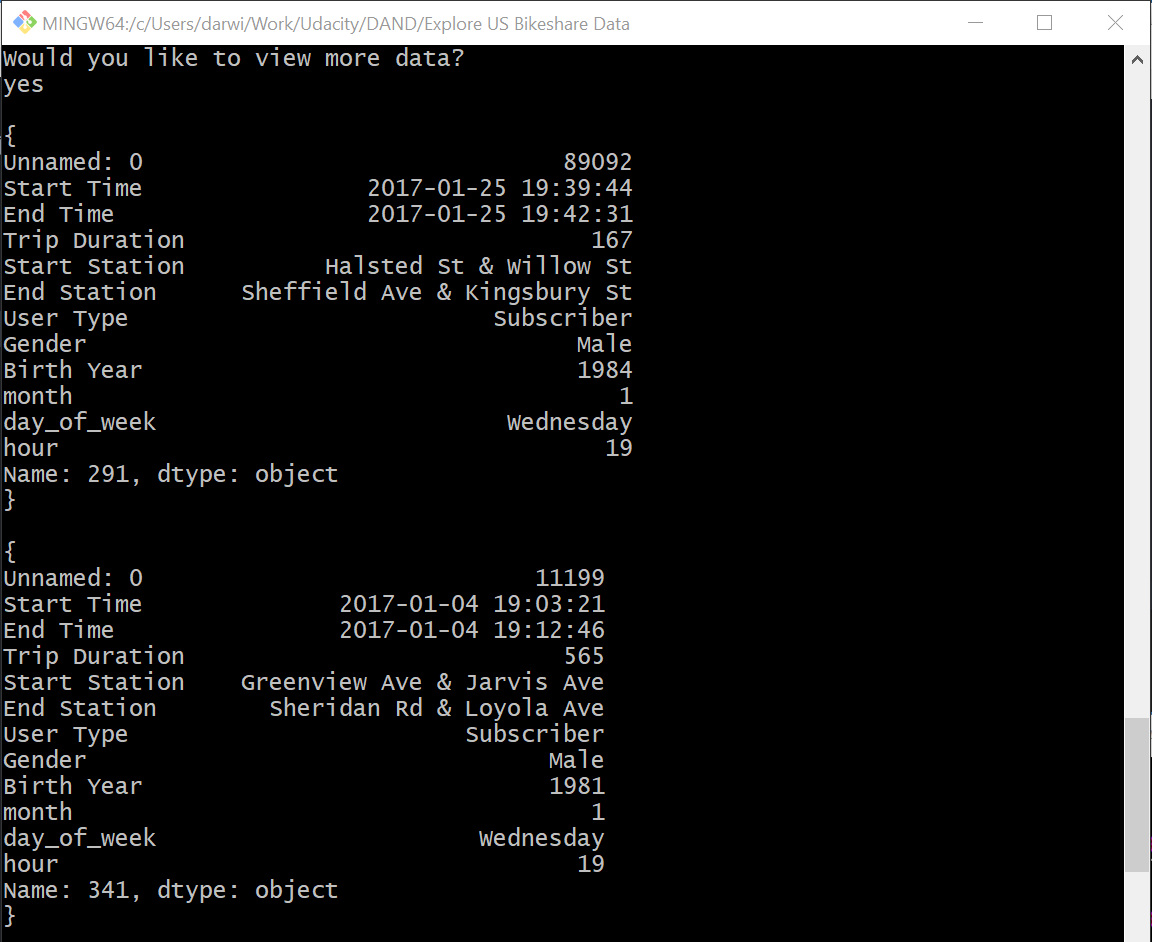 MINGW64:/c/Users/darwi/Work/Udacity/DAND/Explore US Bikeshare Data
Would you like to view more data?
yes
{
Unnamed: 0                              89092
Start Time                2017-01-25 19:39:44
End Time                  2017-01-25 19:42:31
Trip Duration                             167
Start Station          Halsted St & Willow St
End Station      Sheffield Ave & Kingsbury St
User Type                          Subscriber
Gender                                   Male
Birth Year                               1984
month                                       1
day_of_week                         Wednesday
hour                                       19
Name: 291, dtype: object
}
{
Unnamed: 0                            11199
Start Time              2017-01-04 19:03:21
End Time                2017-01-04 19:12:46
Trip Duration                           565
Start Station    Greenview Ave & Jarvis Ave
End Station        Sheridan Rd & Loyola Ave
User Type                        Subscriber
Gender                                 Male
Birth Year                             1981
month                                     1
day_of_week                       Wednesday
hour                                     19
Name: 341, dtype: object
}